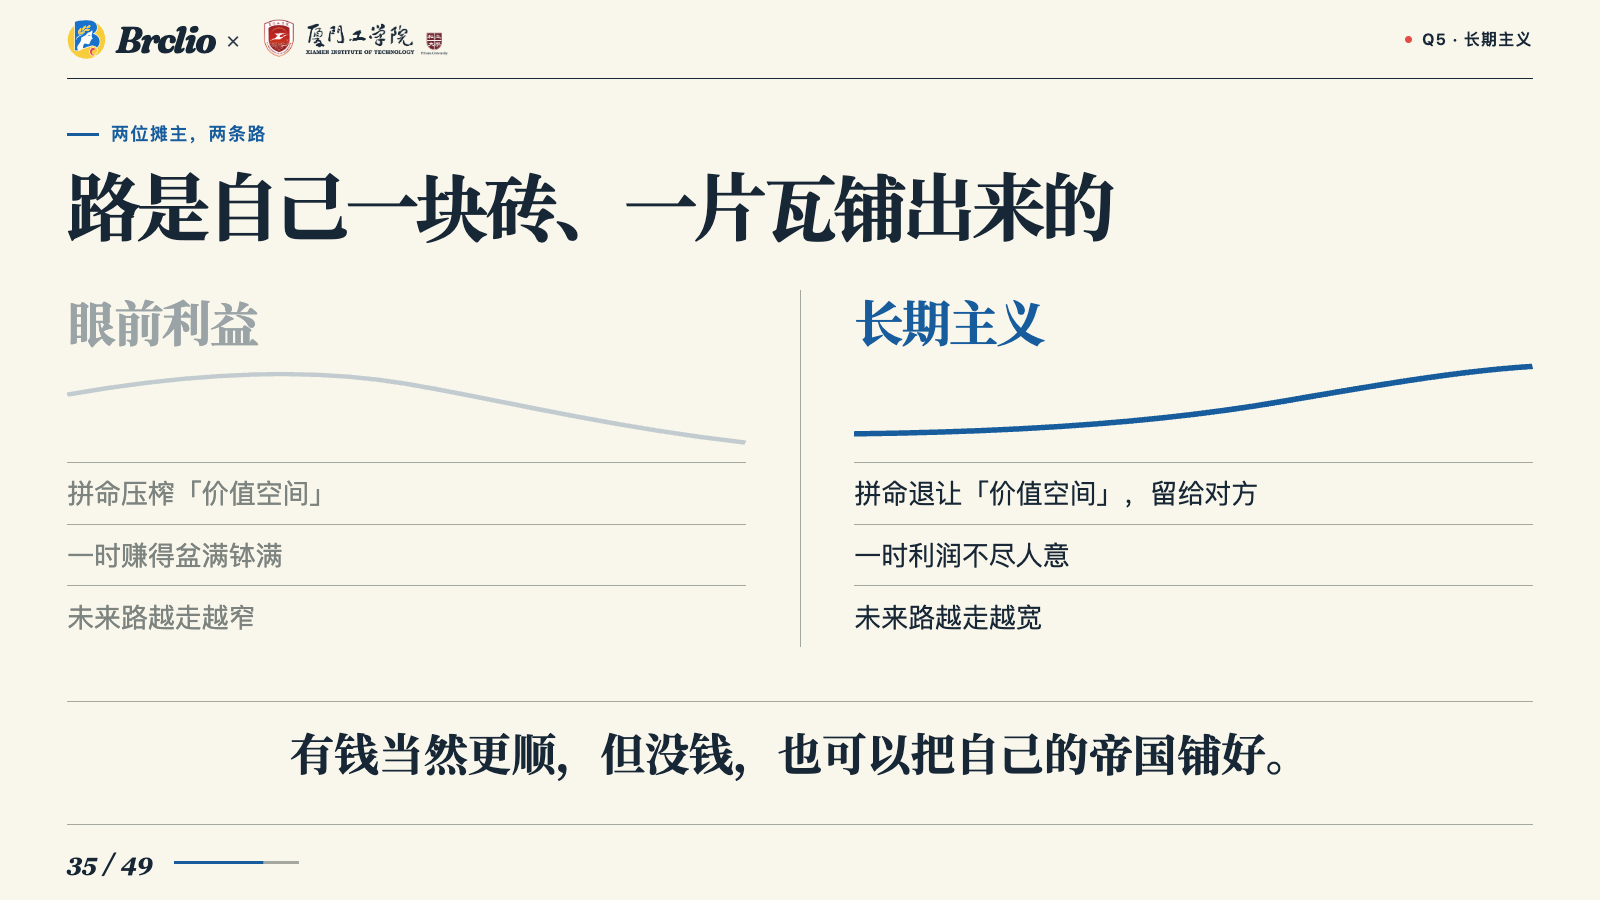 Brclio ×
厦门工学院
XIAMEN INSTITUTE OF TECHNOLOGY
Q5 · 长期主义
两位摊主，两条路
路是自己一块砖、一片瓦铺出来的
眼前利益
拼命压榨「价值空间」
一时赚得盆满钵满
未来路越走越窄
长期主义
拼命退让「价值空间」，留给对方
一时利润不尽人意
未来路越走越宽
有钱当然更顺，但没钱，也可以把自己的帝国铺好。
35 / 49